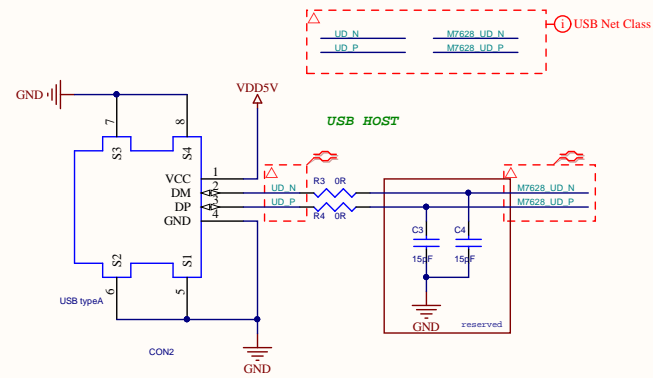 UD_N
M7628_UD_N
UD_P
M7628_UD_P
i
USB Net Class
VDD5V
GND
USB HOST
7
8
S3
S4
VCC
1
DM
2
UD_N
R3
0R
M7628_UD_N
DP
3
UD_P
R4
0R
M7628_UD_P
GND
4
C3
C4
15pF
15pF
S2
S1
6
5
USB typeA
GND
reserved
CON2
GND